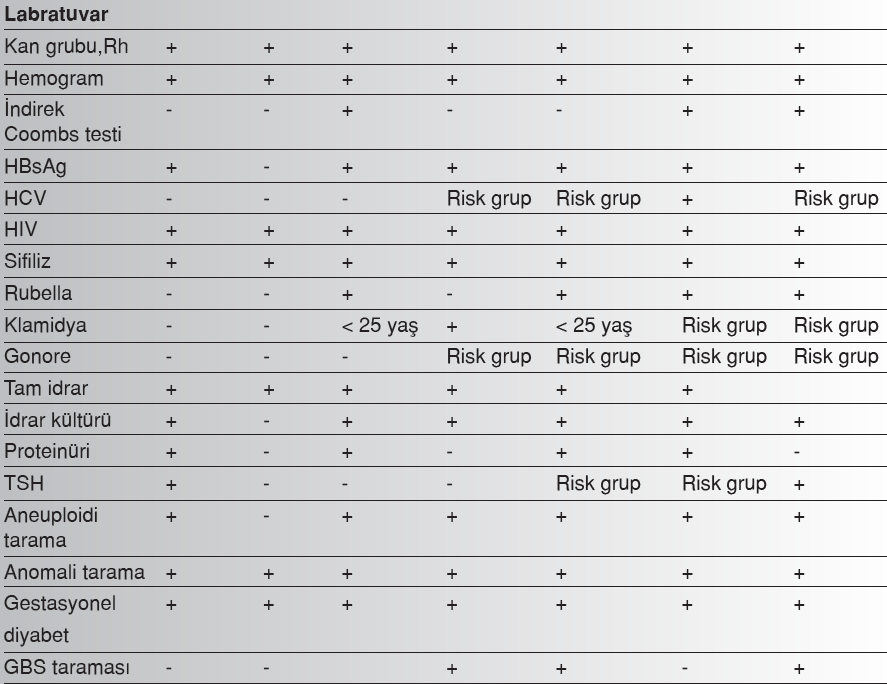 Labratuvar
Kan grubu,Rh + + + + + + +
Hemogram + + + + + + +
İndirek
Coombs testi - - + - - + +
HBsAg + - + + + + +
HCV - - - Risk grup Risk grup + Risk grup
HIV + + + + + + +
Sifiliz + + + + + + +
Rubella - - + - + + +
Klamidya - - < 25 yaş + < 25 yaş Risk grup Risk grup
Gonore - - - Risk grup Risk grup Risk grup Risk grup
Tam idrar + + + + + +
İdrar kültürü + - + + + + +
Proteinüri + - + - + + -
TSH + - - - Risk grup Risk grup +
Aneuploidi + - + + + + +
tarama
Anomali tarama + + + + + + +
Gestasyonel + + + + + + +
diyabet
GBS taraması - - + + - +